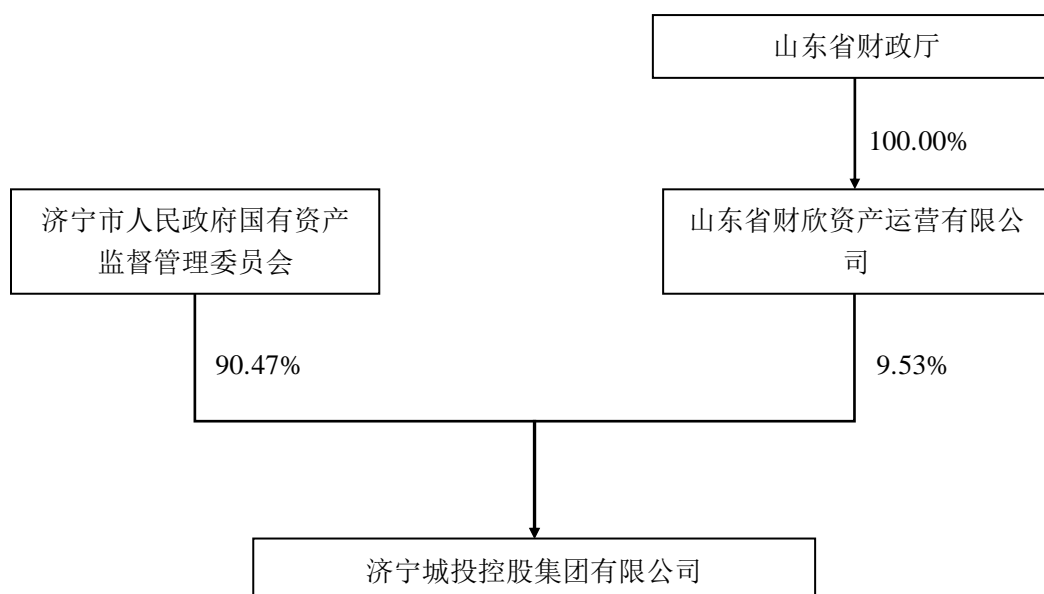 山东省财政厅
100.00%
济宁市人民政府国有资产
监督管理委员会
山东省财欣资产运营有限公
司
90.47%
9.53%
济宁城投控股集团有限公司